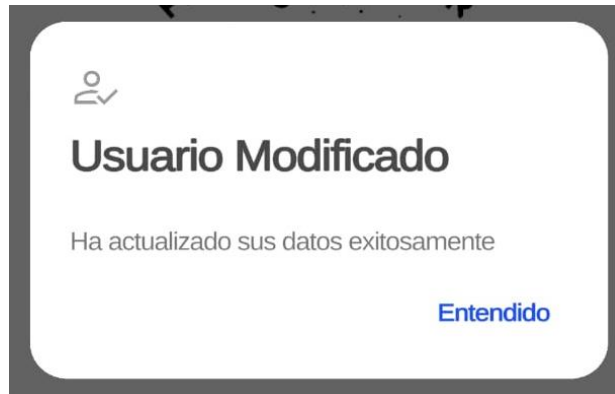 Usuario Modificado
Ha actualizado sus datos exitosamente
Entendido